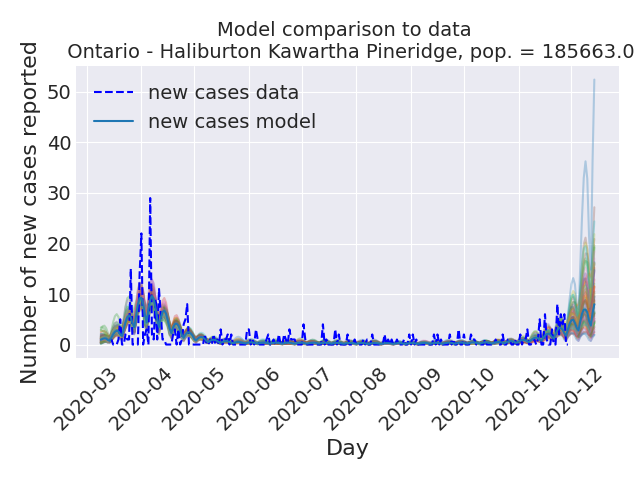 Model comparison to data
Ontario - Haliburton Kawartha Pineridge, pop. = 185663.0
Number of new cases reported
50
40
30
20
10
0
new cases data
new cases model
2020-03
2020-04
2020-05
2020-06
2020-07
2020-08
2020-09
2020-10
2020-11
2020-12
Day